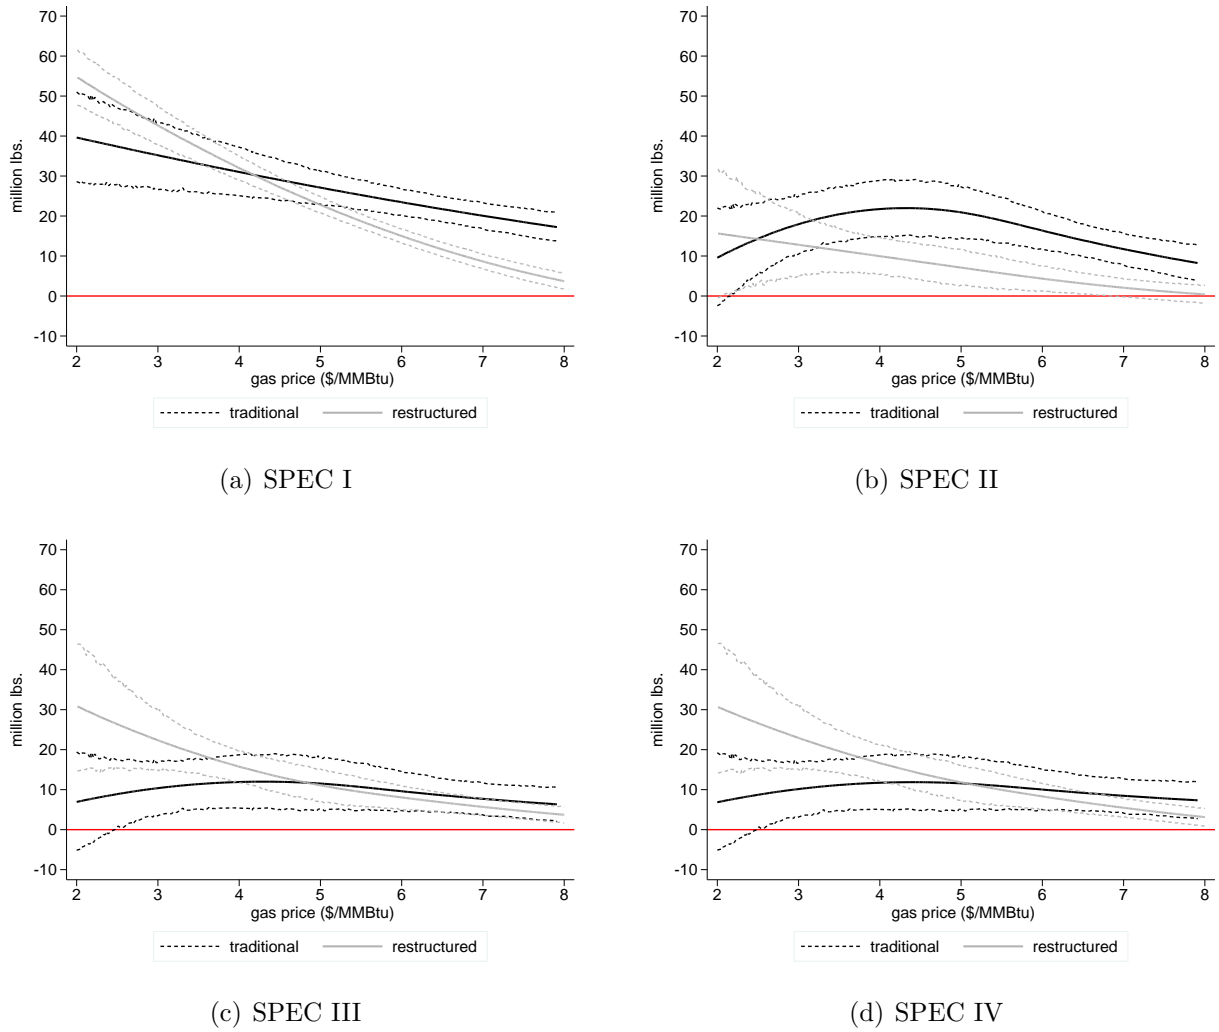 70
60
50
40
30
20
10
0
-10
million lbs.
2 3 4 5 6 7 8
gas price ($/MMBtu)
traditional restructured
(a) SPEC I
70
60
50
40
30
20
10
0
-10
million lbs.
2 3 4 5 6 7 8
gas price ($/MMBtu)
traditional restructured
(b) SPEC II
70
60
50
40
30
20
10
0
-10
million lbs.
2 3 4 5 6 7 8
gas price ($/MMBtu)
traditional restructured
(c) SPEC III
70
60
50
40
30
20
10
0
-10
million lbs.
2 3 4 5 6 7 8
gas price ($/MMBtu)
traditional restructured
(d) SPEC IV